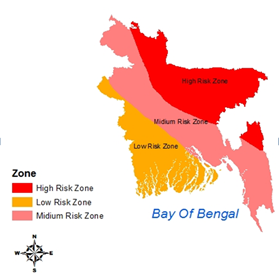 High Risk Zone
Midium Risk Zone
Low Risk Zone
Zone
High Risk Zone
Low Risk Zone
Midium Risk Zone
Bay Of Bengal
N
W
E
S